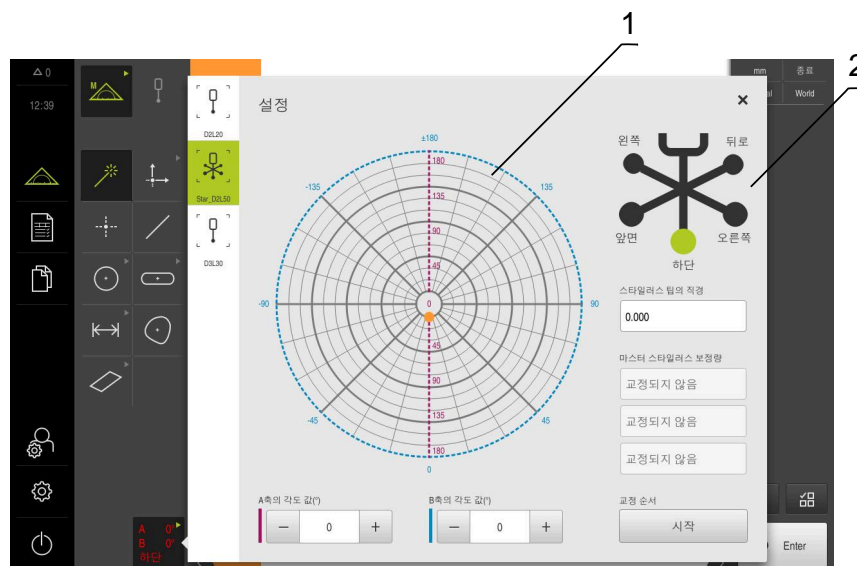 1
2
0
mm
종료
al
World
12:39
M
설정
×
D2L20
Star_D2L50
D3L30
±180
180
-135
135
135
90
45
-90
0
90
45
90
-45
135
45
180
0
왼쪽
뒤로
앞면
오른쪽
하단
스타일러스 팁의 직경
0.000
마스터 스타일러스 보정량
교정되지 않음
교정되지 않음
교정되지 않음
A축의 각도 값(°)
B축의 각도 값(°)
교정 순서
− 0 +
− 0 +
시작
A 0°
B 0°
하단
Enter